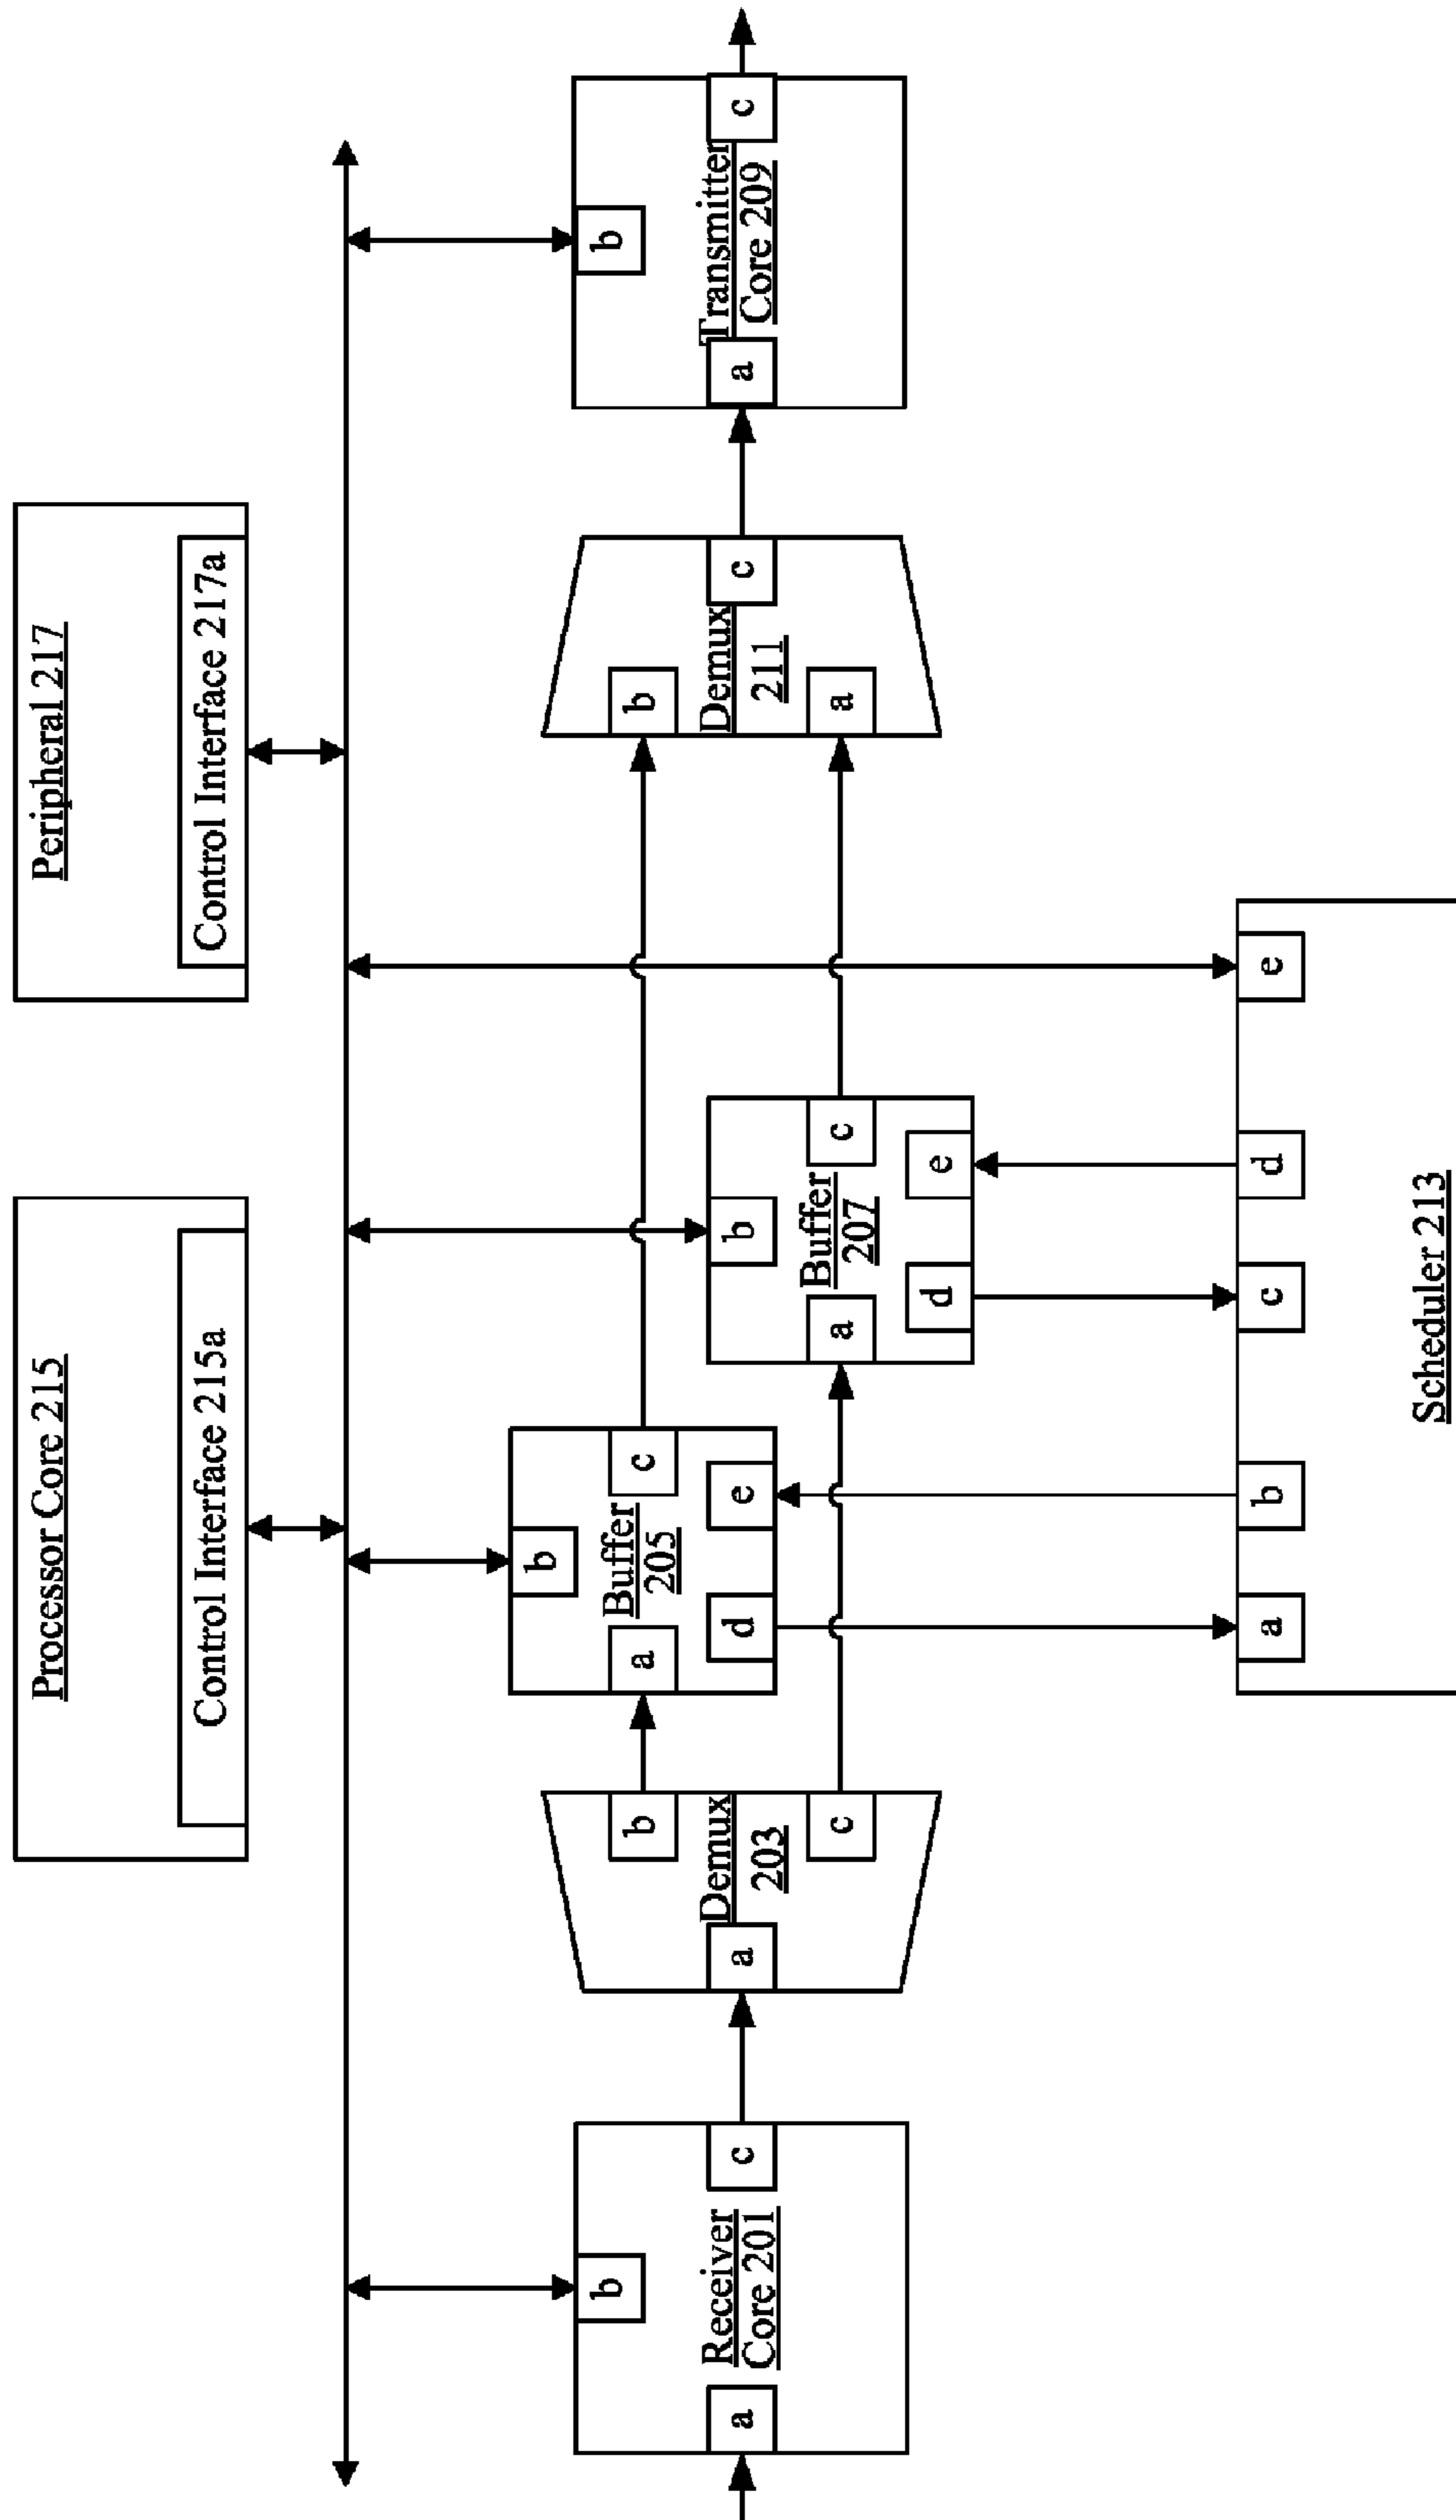 Processor Core 215
Control Interface 215a
Peripheral 217
Control Interface 217a
Receiver
Core 201
a
b
c
Demux
203
a
b
c
Buffer
205
a
b
c
d
e
Buffer
207
a
b
c
d
e
Demux
211
b
a
c
Transmitter
Core 209
a
b
c
a
b
c
d
e
Scheduler 213